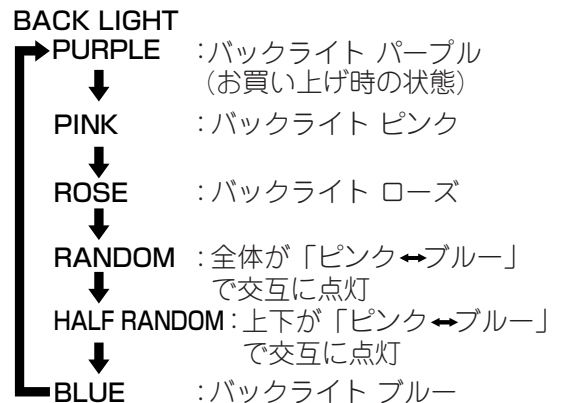 BACK LIGHT
PURPLE :バックライト パープル
(お買い上げ時の状態)
PINK :バックライト ピンク
ROSE :バックライト ローズ
RANDOM :全体が「ピンク↔ブルー」
で交互に点灯
HALF RANDOM:上下が「ピンク↔ブルー」
で交互に点灯
BLUE :バックライト ブルー